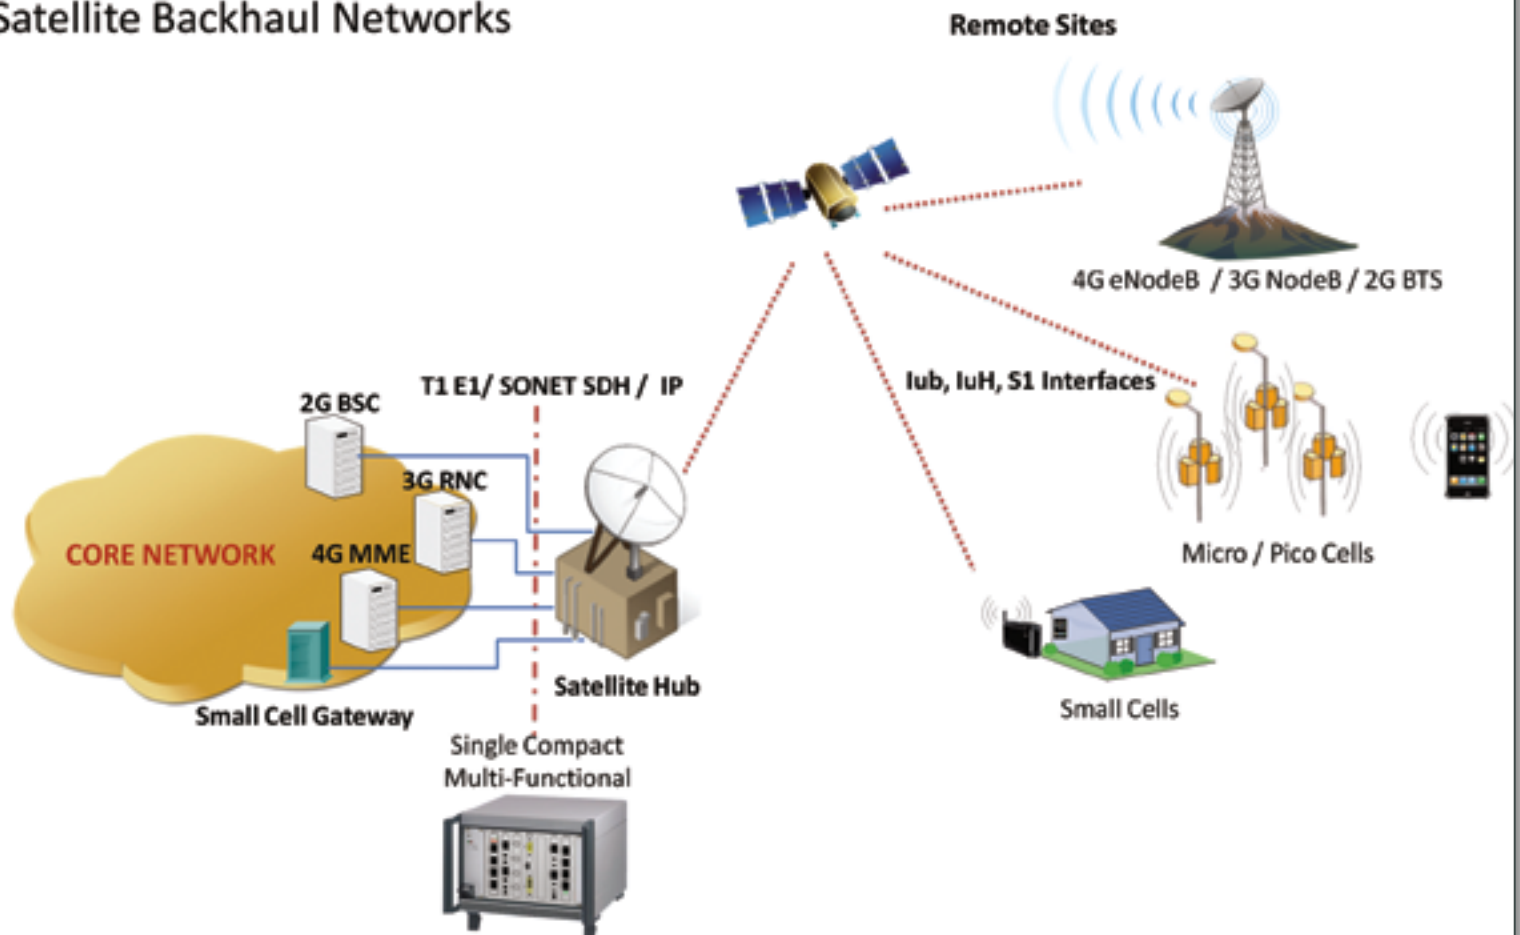 Satellite Backhaul Networks
Remote Sites
4G eNodeB / 3G NodeB / 2G BTS
T1 E1/ SONET SDH / IP
Iub, IuH, S1 Interfaces
2G BSC
3G RNC
CORE NETWORK
4G MME
Micro / Pico Cells
Satellite Hub
Small Cells
Small Cell Gateway
Single Compact
Multi-Functional